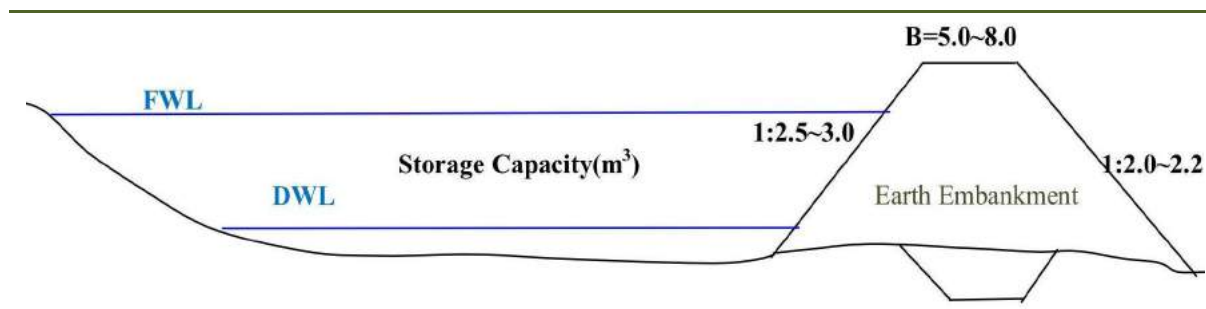 B=5.0~8.0
FWL
1:2.5~3.0
Storage Capacity(m³)
1:2.0~2.2
DWL
Earth Embankment